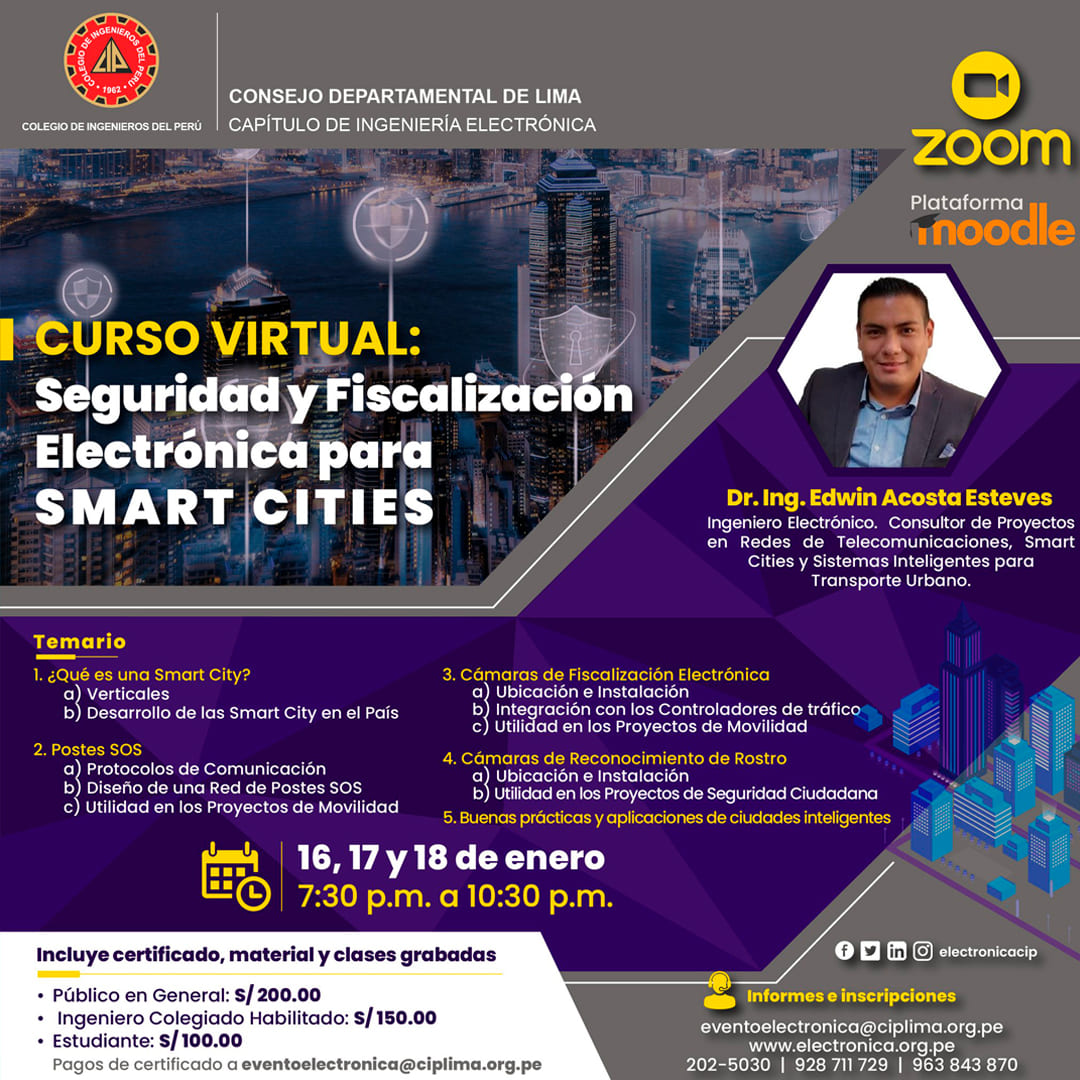 COLEGIO DE INGENIEROS DEL PERU
CIP
• 1962 •
COLEGIO DE INGENIEROS DEL PERÚ
CONSEJO DEPARTAMENTAL DE LIMA
CAPÍTULO DE INGENIERÍA ELECTRÓNICA
zoom
Plataforma
moodle
CURSO VIRTUAL:
Seguridad y Fiscalización
Electrónica para
SMART CITIES
Dr. Ing. Edwin Acosta Esteves
Ingeniero Electrónico. Consultor de Proyectos
en Redes de Telecomunicaciones, Smart
Cities y Sistemas Inteligentes para
Transporte Urbano.
Temario
1. ¿Qué es una Smart City?
a) Verticales
b) Desarrollo de las Smart City en el País
2. Postes SOS
a) Protocolos de Comunicación
b) Diseño de una Red de Postes SOS
c) Utilidad en los Proyectos de Movilidad
3. Cámaras de Fiscalización Electrónica
a) Ubicación e Instalación
b) Integración con los Controladores de tráfico
c) Utilidad en los Proyectos de Movilidad
4. Cámaras de Reconocimiento de Rostro
a) Ubicación e Instalación
b) Utilidad en los Proyectos de Seguridad Ciudadana
5. Buenas prácticas y aplicaciones de ciudades inteligentes
16, 17 y 18 de enero
7:30 p.m. a 10:30 p.m.
Incluye certificado, material y clases grabadas
• Público en General: S/ 200.00
• Ingeniero Colegiado Habilitado: S/ 150.00
• Estudiante: S/ 100.00
Pagos de certificado a eventoelectronica@ciplima.org.pe
electronicacip
Informes e inscripciones
eventoelectronica@ciplima.org.pe
www.electronica.org.pe
202-5030 | 928 711 729 | 963 843 870